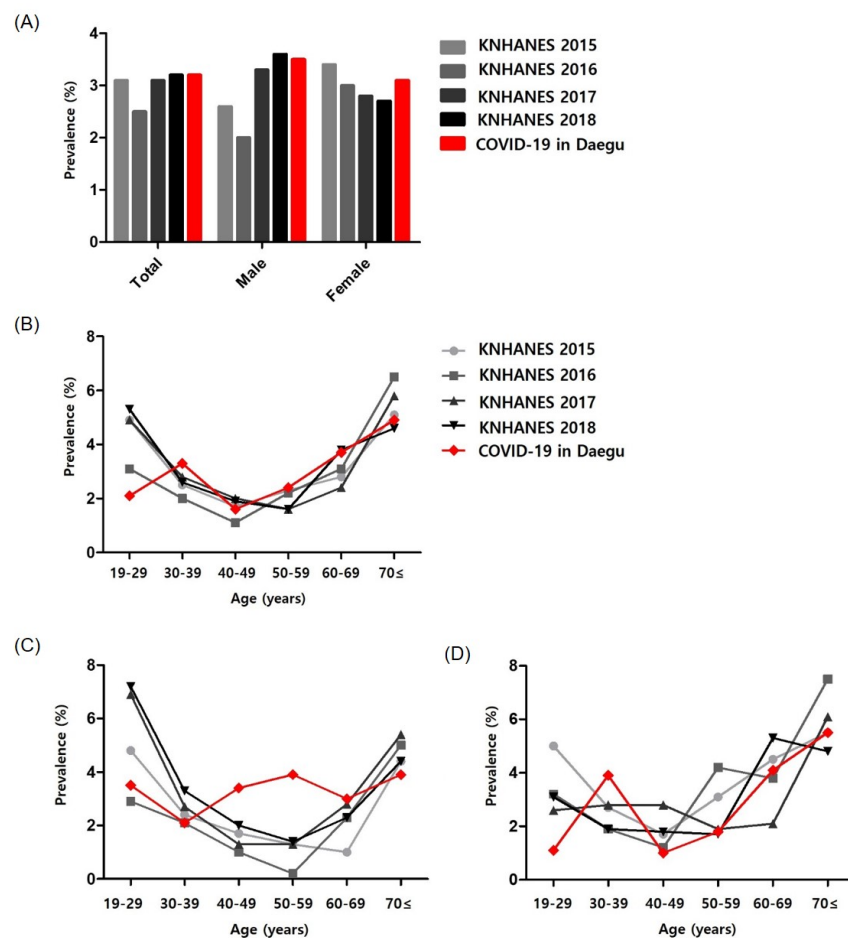 (A)
Prevalence (%)
4
3
2
1
0
Total
Male
Female
KNHANES 2015
KNHANES 2016
KNHANES 2017
KNHANES 2018
COVID-19 in Daegu
(B)
Prevalence (%)
8
6
4
2
0
19-29
30-39
40-49
50-59
60-69
70≤
Age (years)
KNHANES 2015
KNHANES 2016
KNHANES 2017
KNHANES 2018
COVID-19 in Daegu
(C)
Prevalence (%)
8
6
4
2
0
19-29
30-39
40-49
50-59
60-69
70≤
Age (years)
(D)
Prevalence (%)
8
6
4
2
0
19-29
30-39
40-49
50-59
60-69
70≤
Age (years)